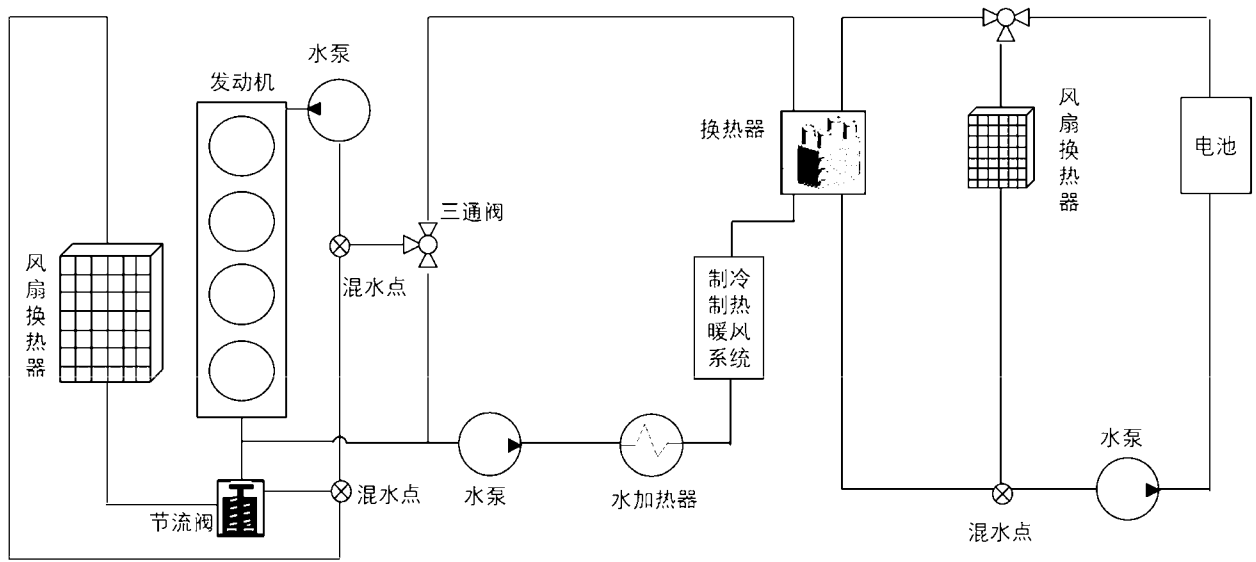 水泵
发动机
风扇换热器
三通阀
混水点
节流阀
混水点
水泵
水加热器
制冷
制热
暖风
系统
换热器
风扇换热器
电池
水泵
混水点